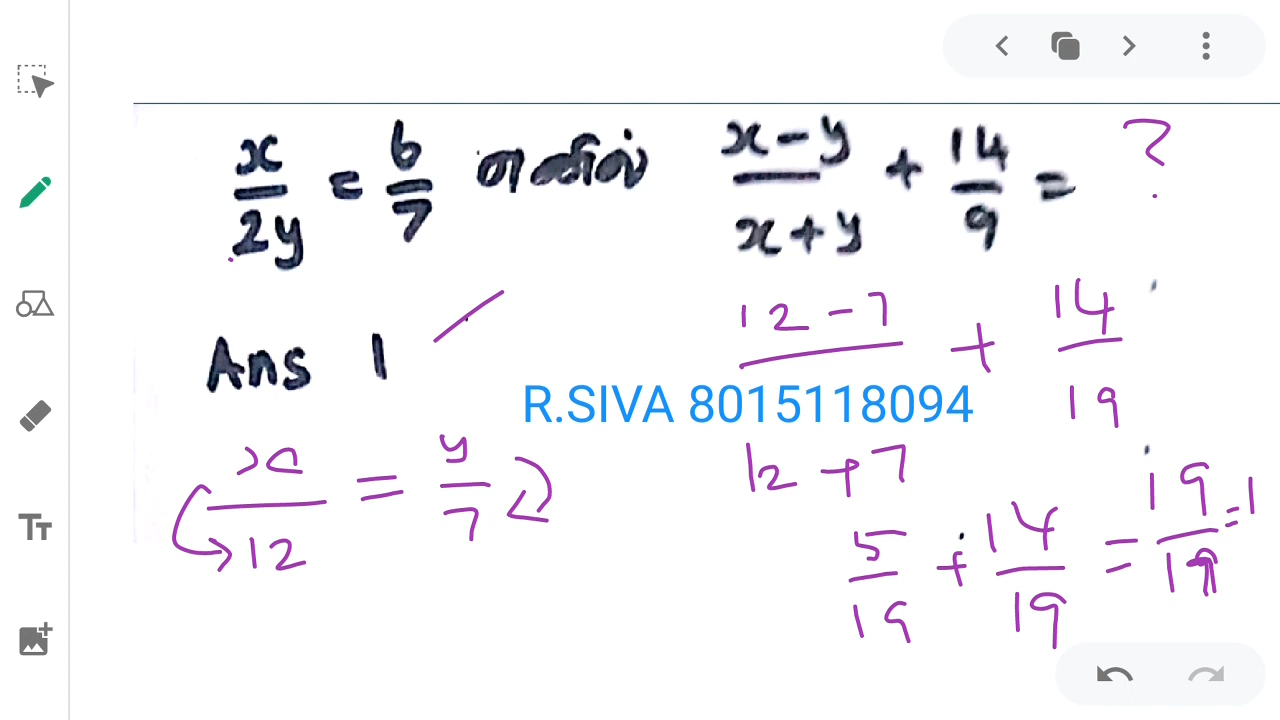 x/2y = 6/7 எனில் x-y/x+y + 14/9 = ?
12-7/12+7 + 14/19
Ans 1
R.SIVA 8015118094
x/12 = y/7
5/19 + 14/19 = 19/19 = 1
Tт